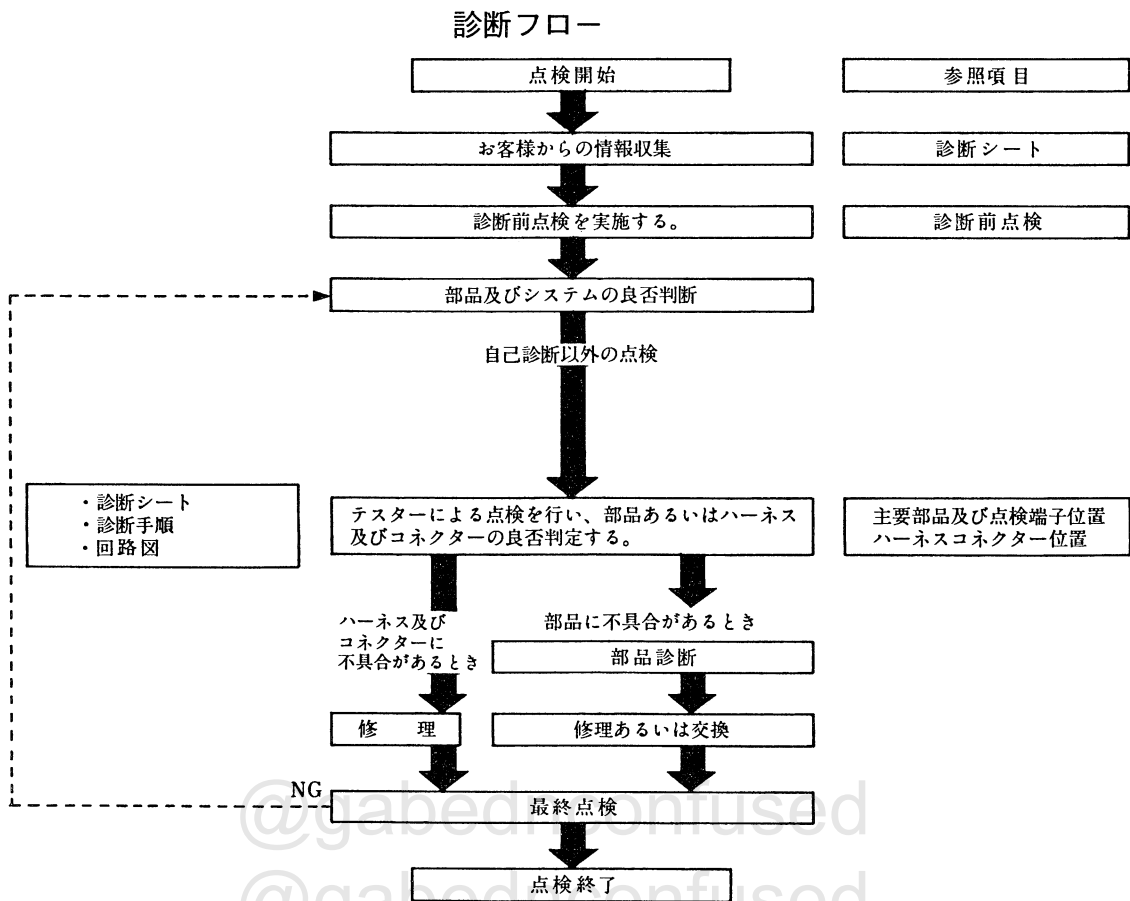 診断フロー
点検開始
参照項目
お客様からの情報収集
診断シート
診断前点検を実施する。
診断前点検
部品及びシステムの良否判断
自己診断以外の点検
・診断シート
・診断手順
・回路図
テスターによる点検を行い、部品あるいはハーネス
及びコネクターの良否判定する。
主要部品及び点検端子位置
ハーネスコネクター位置
ハーネス及び
コネクターに
不具合があるとき
部品に不具合があるとき
部品診断
修　理
修理あるいは交換
NG
最終点検
点検終了
@gabednconfused
@gabednconfused